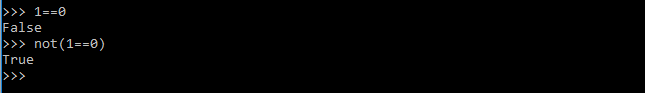 >>> 1==0
False
>>> not(1==0)
True
>>>